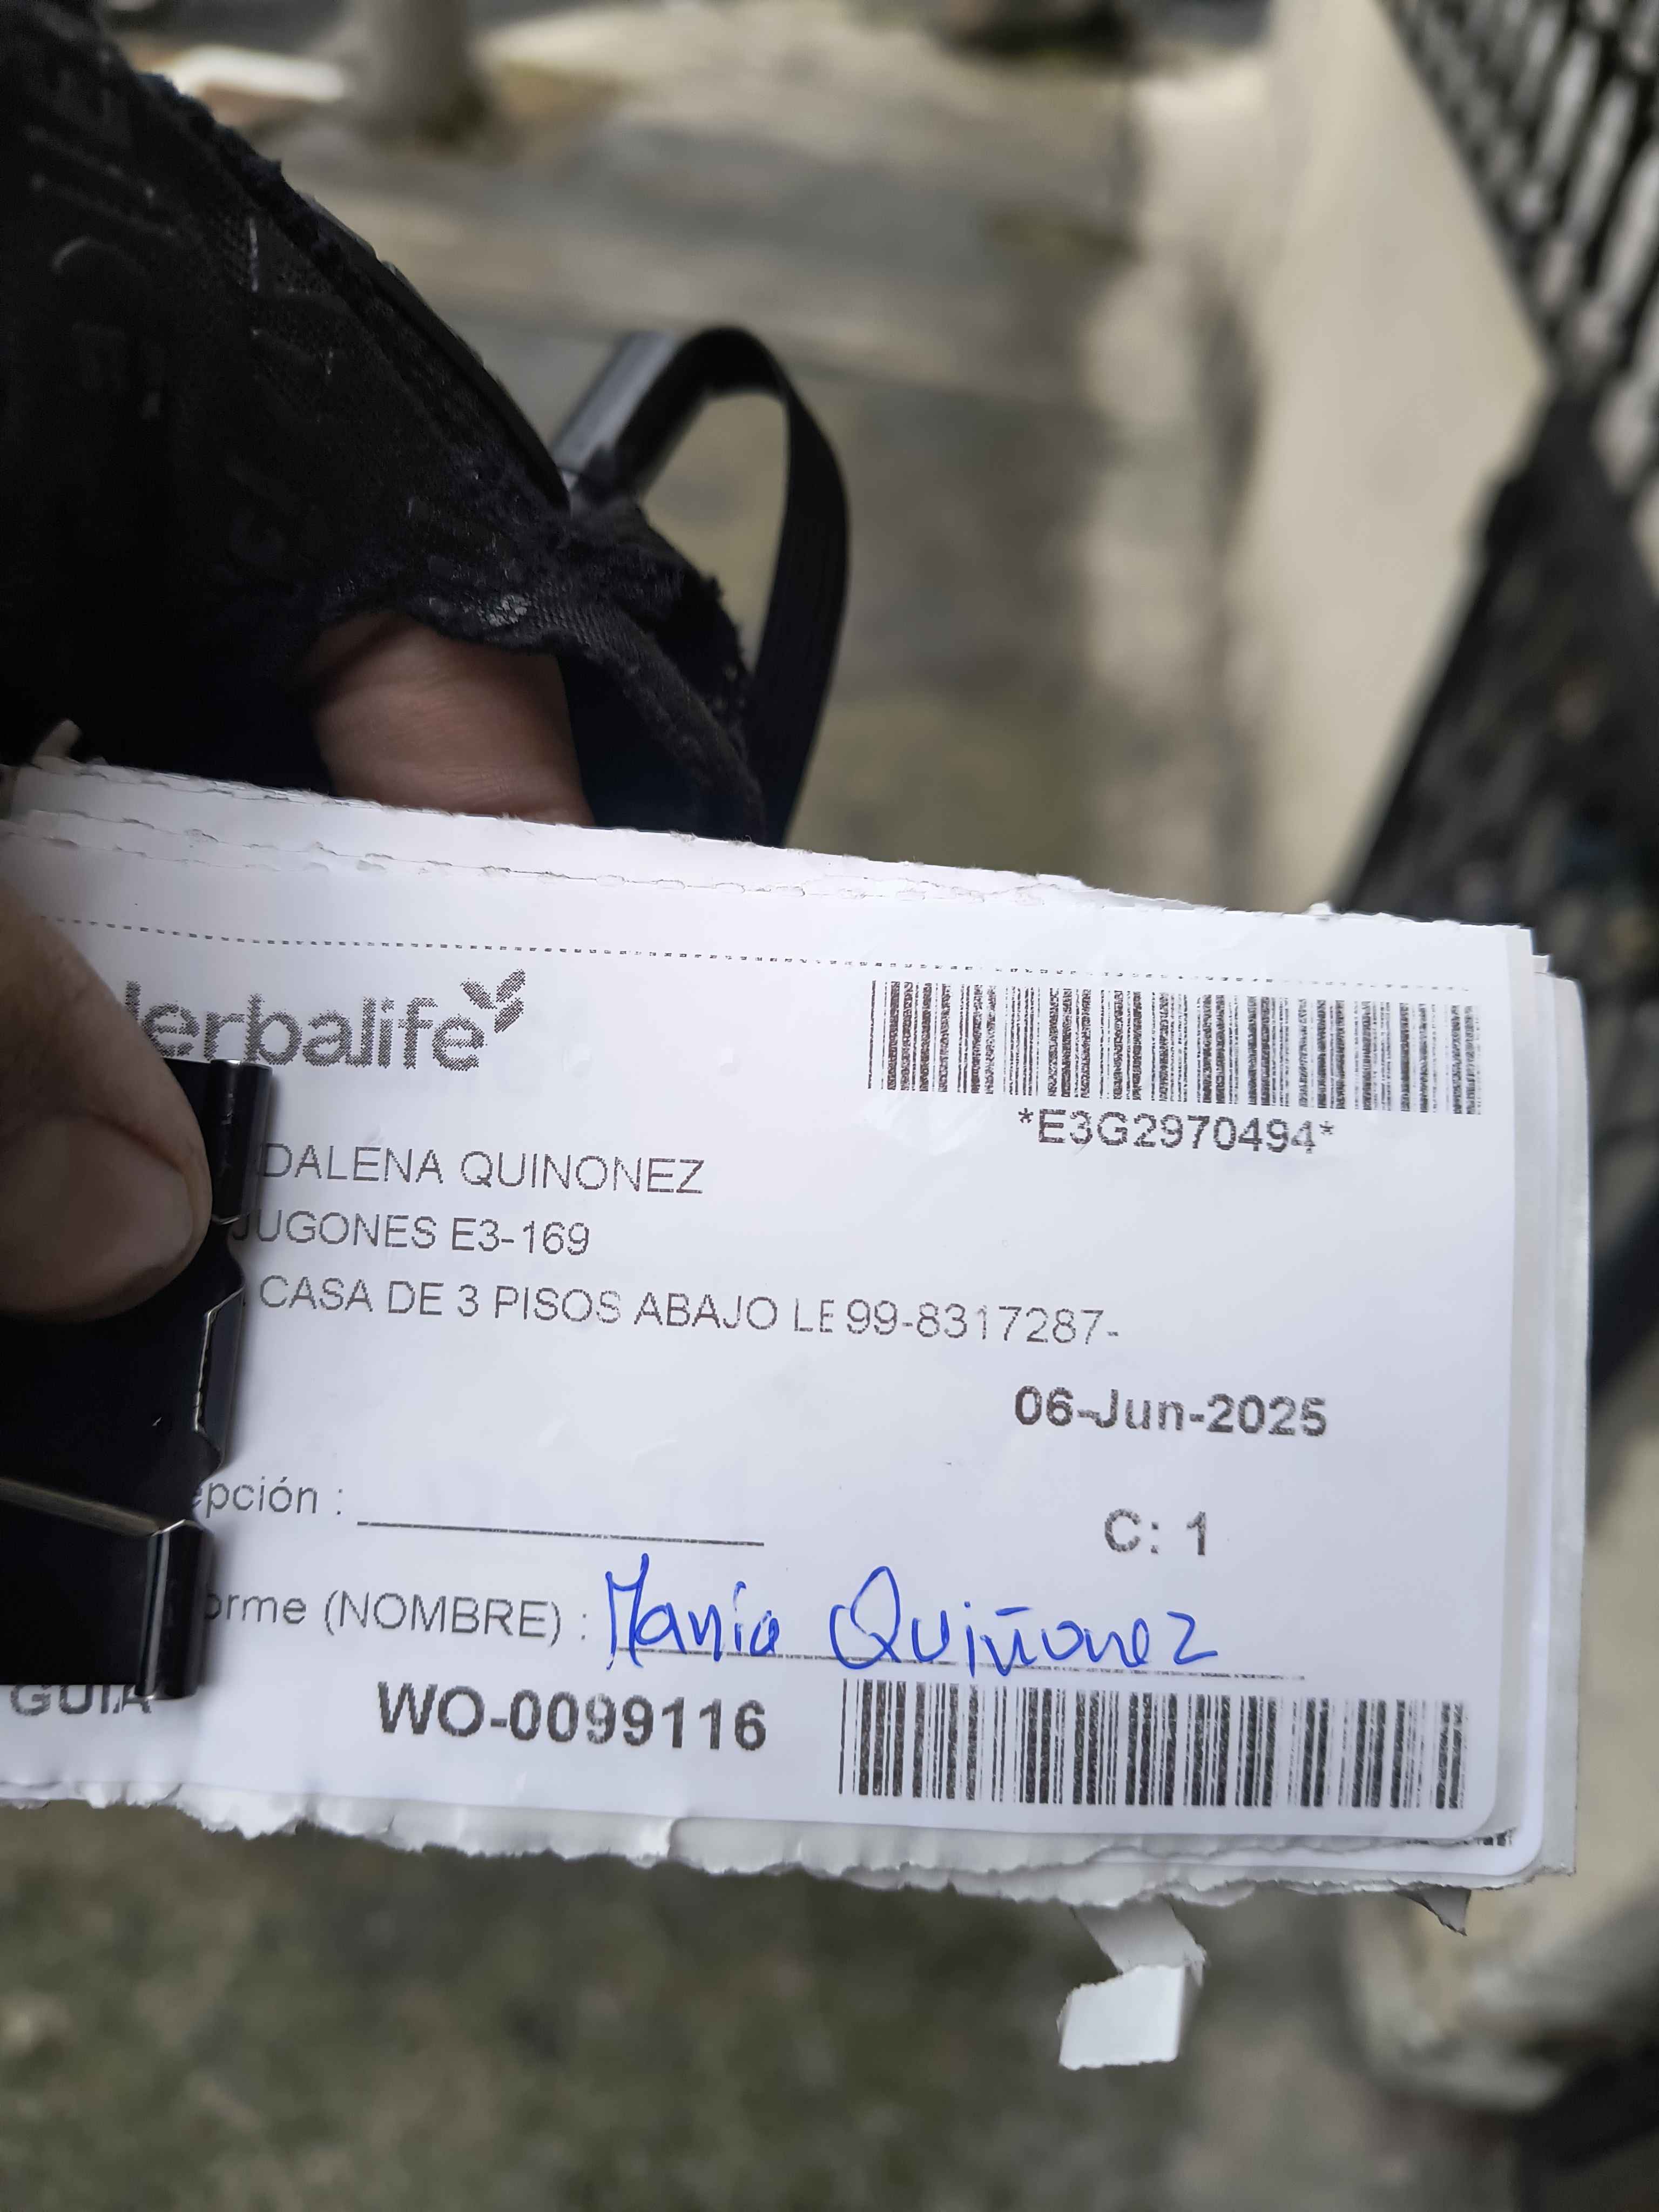 Herbalife
*E3G2970494*
DALENA QUINONEZ
JUGONES E3-169
CASA DE 3 PISOS ABAJO LE 99-8317287-
06-Jun-2025
epción :
C: 1
orme (NOMBRE) : Maria Quiñonez
GUIA WO-0099116